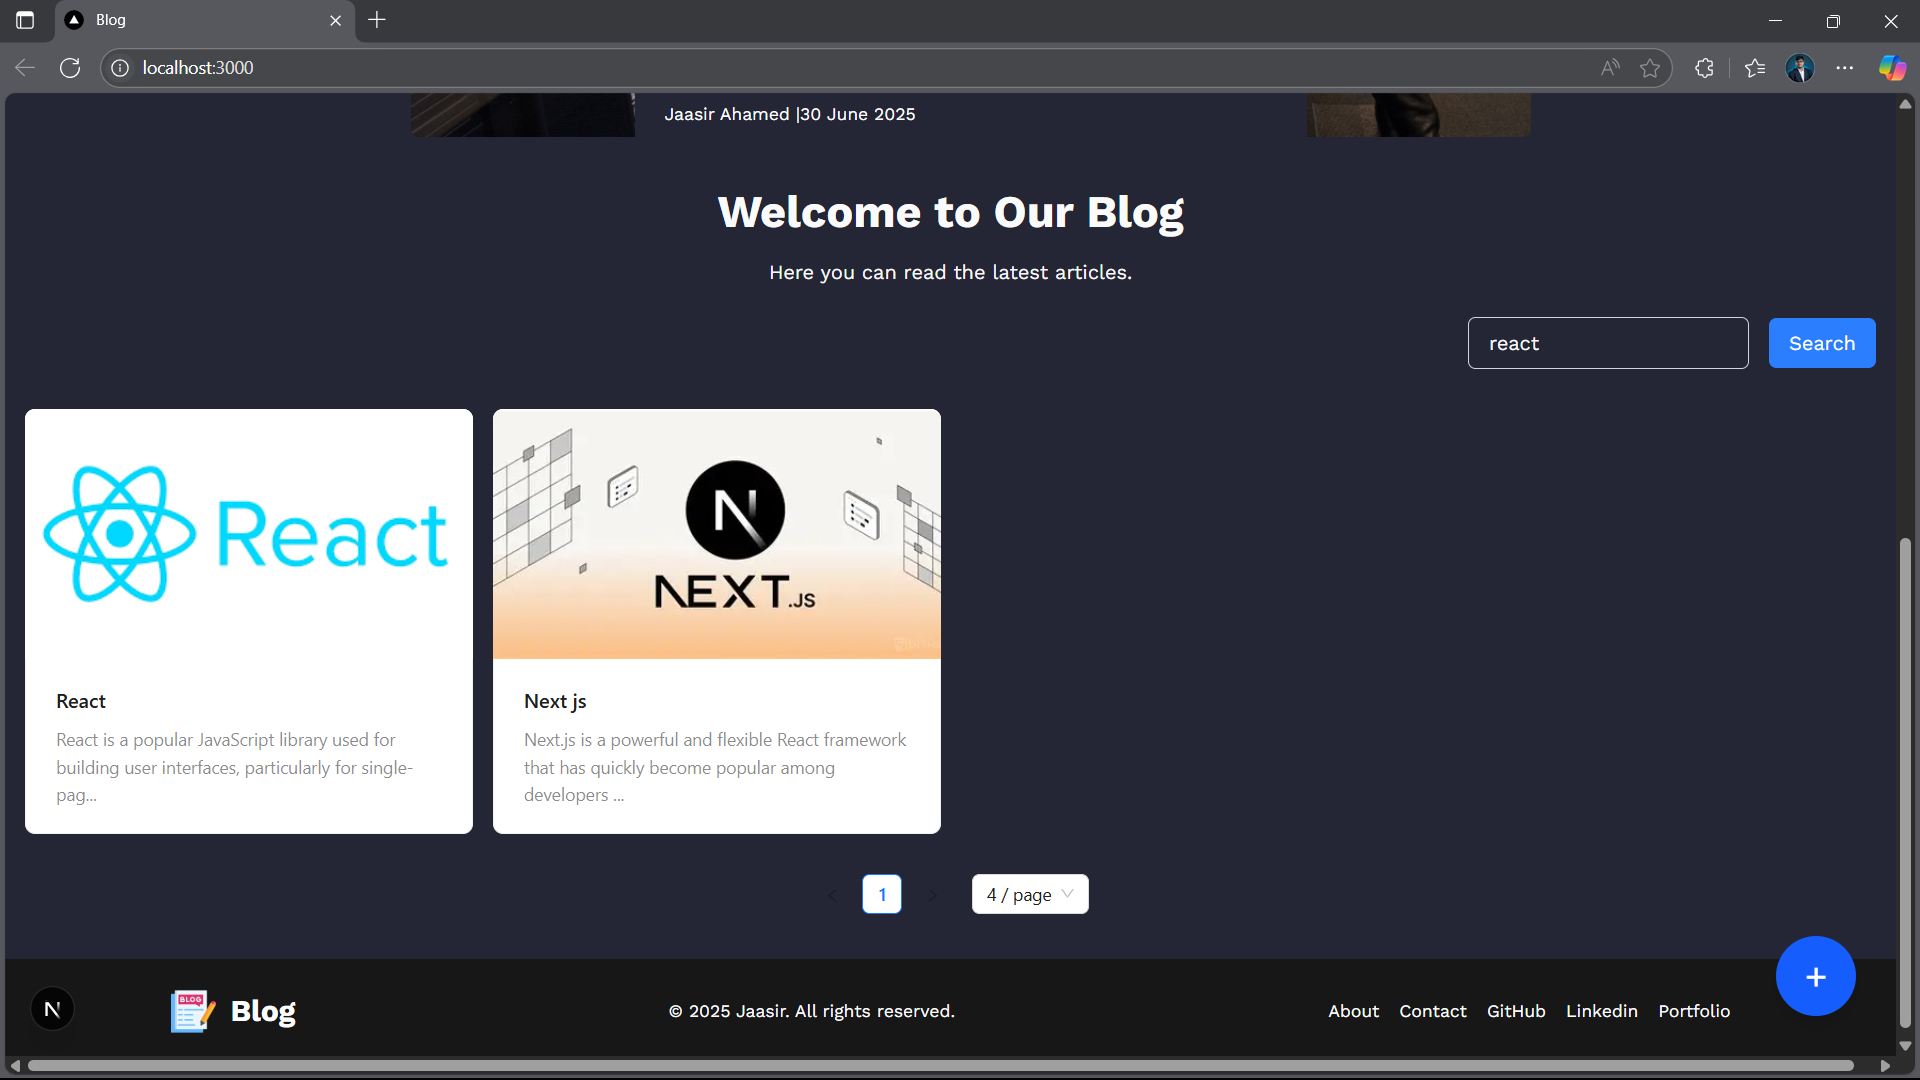 Blog
localhost:3000
Jaasir Ahamed |30 June 2025
Welcome to Our Blog
Here you can read the latest articles.
react
Search
React
NEXT.JS
React
React is a popular JavaScript library used for
building user interfaces, particularly for single-
pag...
Next js
Next.js is a powerful and flexible React framework
that has quickly become popular among
developers ...
1
4 / page
N
BLOG
Blog
© 2025 Jaasir. All rights reserved.
About
Contact
GitHub
Linkedin
Portfolio